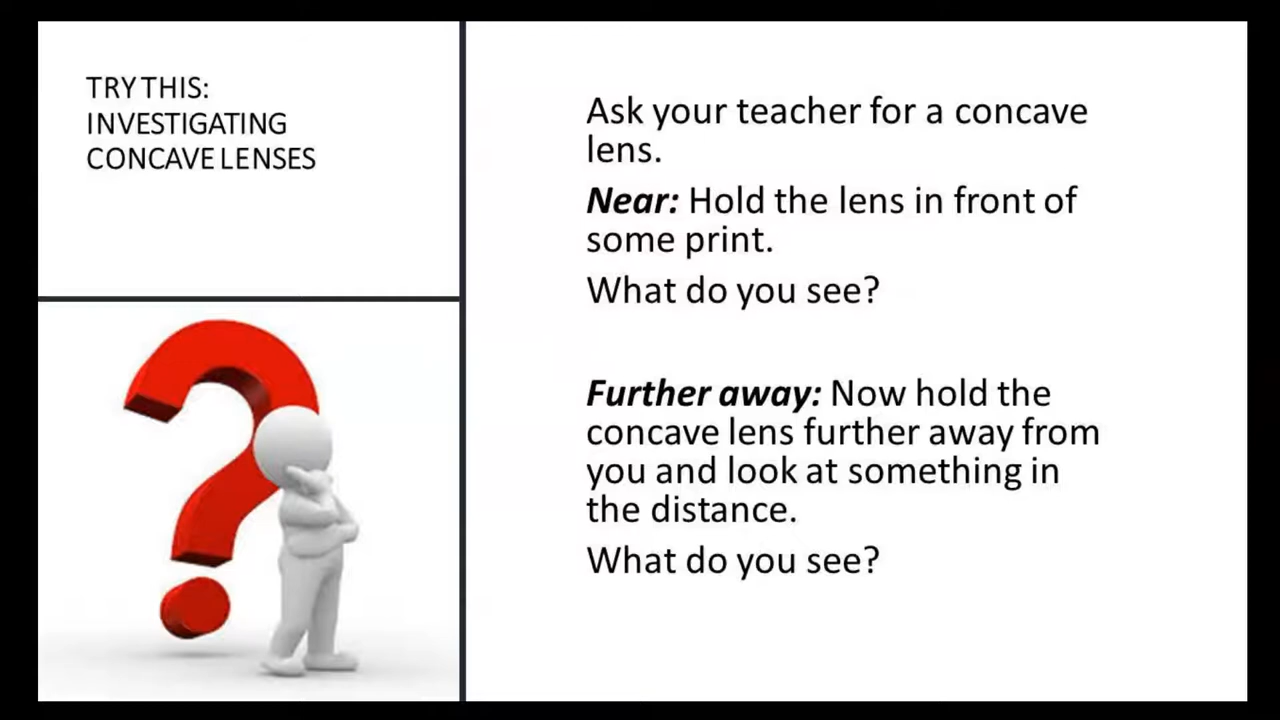 TRY THIS:
INVESTIGATING
CONCAVE LENSES
Ask your teacher for a concave
lens.
Near: Hold the lens in front of
some print.
What do you see?
Further away: Now hold the
concave lens further away from
you and look at something in
the distance.
What do you see?